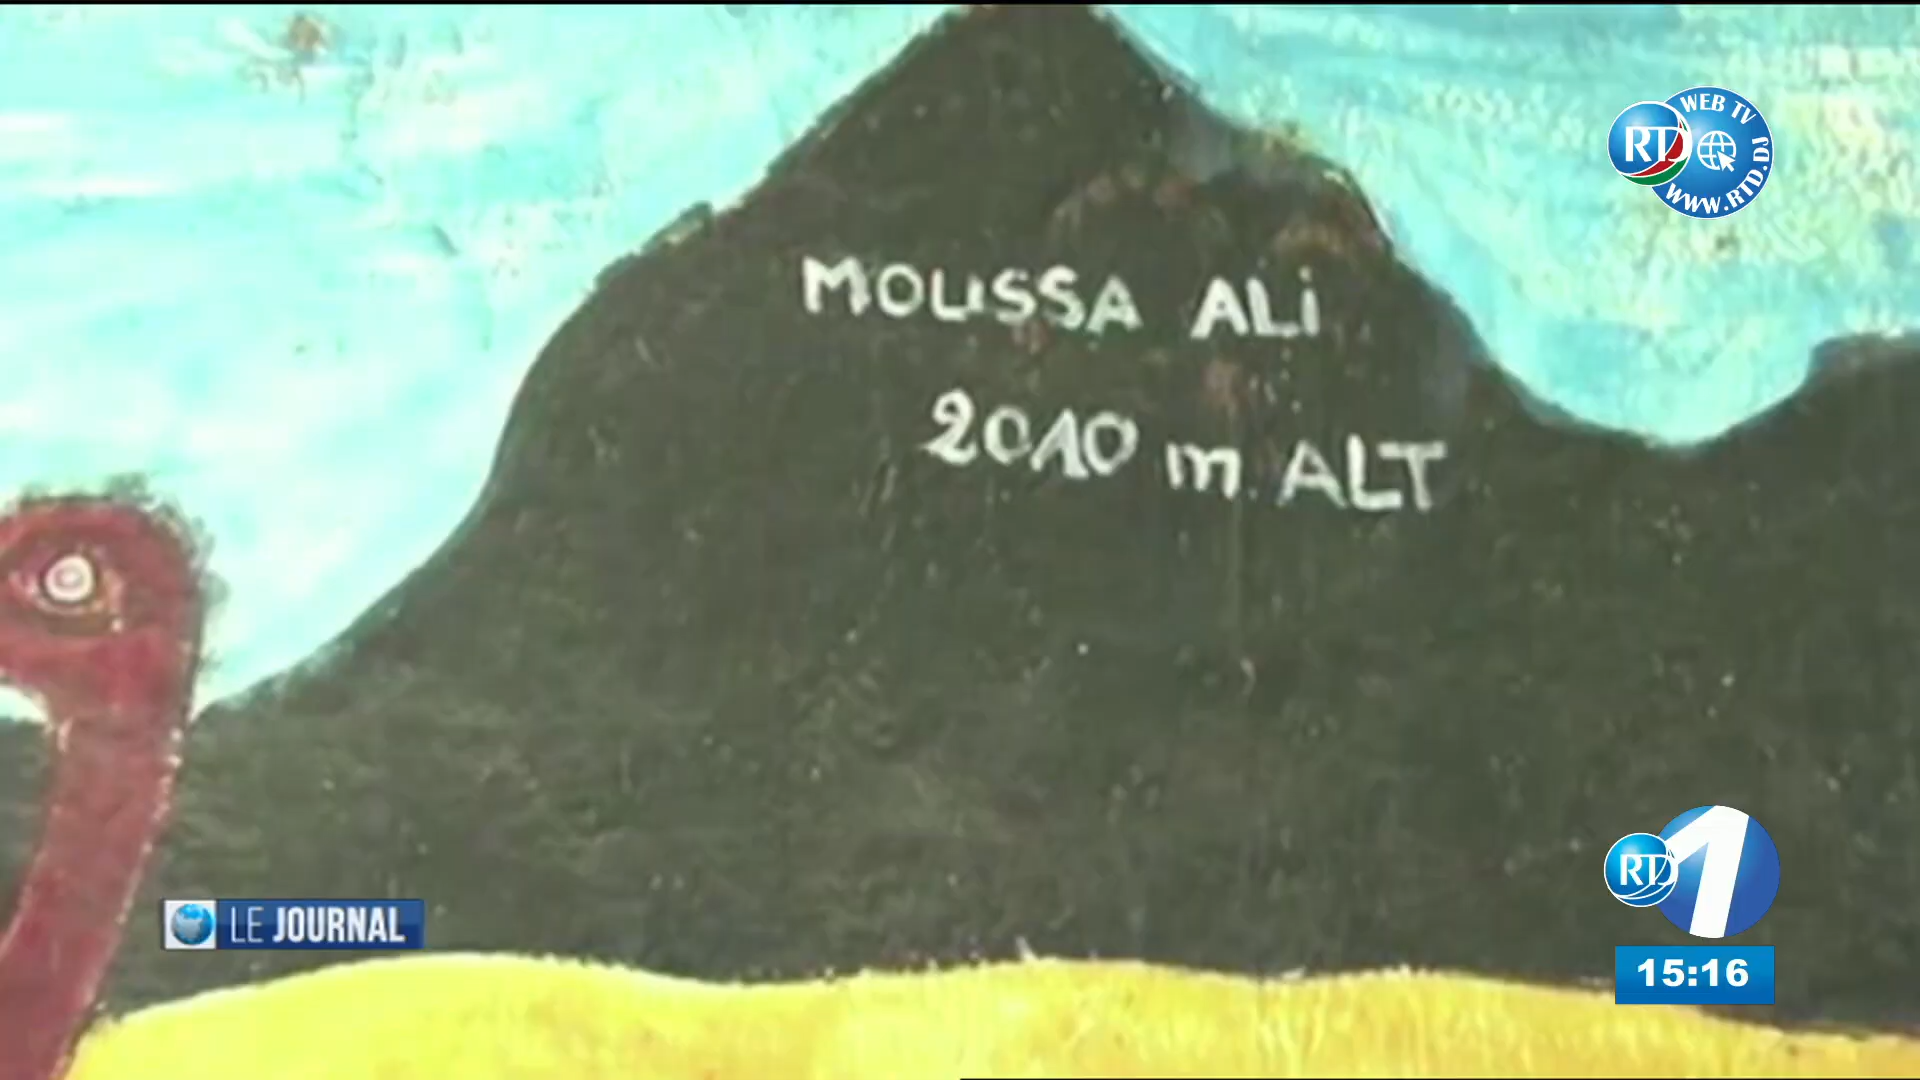 WEB TV
RTD
WWW.RTD.DJ
MOUSSA ALi
2010 m ALT
RTD 1
LE JOURNAL
15:16